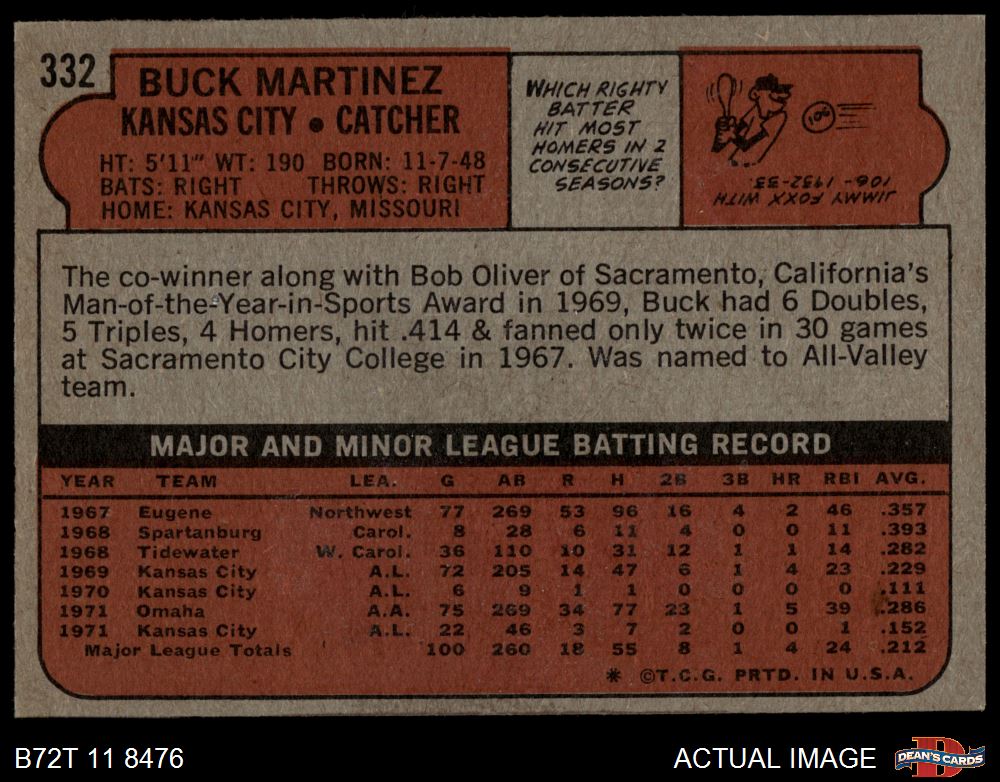 332
BUCK MARTINEZ
KANSAS CITY • CATCHER
HT: 5'11" WT: 190 BORN: 11-7-48
BATS: RIGHT THROWS: RIGHT
HOME: KANSAS CITY, MISSOURI
WHICH RIGHTY
BATTER
HIT MOST
HOMERS IN 2
CONSECUTIVE
SEASONS?
106
JIMMY FOXX WITH
106 - 1932-33.
The co-winner along with Bob Oliver of Sacramento, California's
Man-of-the-Year-in-Sports Award in 1969, Buck had 6 Doubles,
5 Triples, 4 Homers, hit .414 & fanned only twice in 30 games
at Sacramento City College in 1967. Was named to All-Valley
team.
MAJOR AND MINOR LEAGUE BATTING RECORD
YEAR TEAM LEA. G AB R H 2B 3B HR RBI AVG.
1967 Eugene Northwest 77 269 53 96 16 4 2 46 .357
1968 Spartanburg Carol. 8 28 6 11 4 0 0 11 .393
1968 Tidewater W. Carol. 36 110 10 31 12 1 1 14 .282
1969 Kansas City A.L. 72 205 14 47 6 1 4 23 .229
1970 Kansas City A.L. 6 9 1 1 0 0 0 0 .111
1971 Omaha A.A. 75 269 34 77 23 1 5 39 .286
1971 Kansas City A.L. 22 46 3 7 2 0 0 1 .152
Major League Totals 100 260 18 55 8 1 4 24 .212
* ©T.C.G. PRTD. IN U.S.A.
B72T 11 8476
ACTUAL IMAGE
DEAN'S CARDS